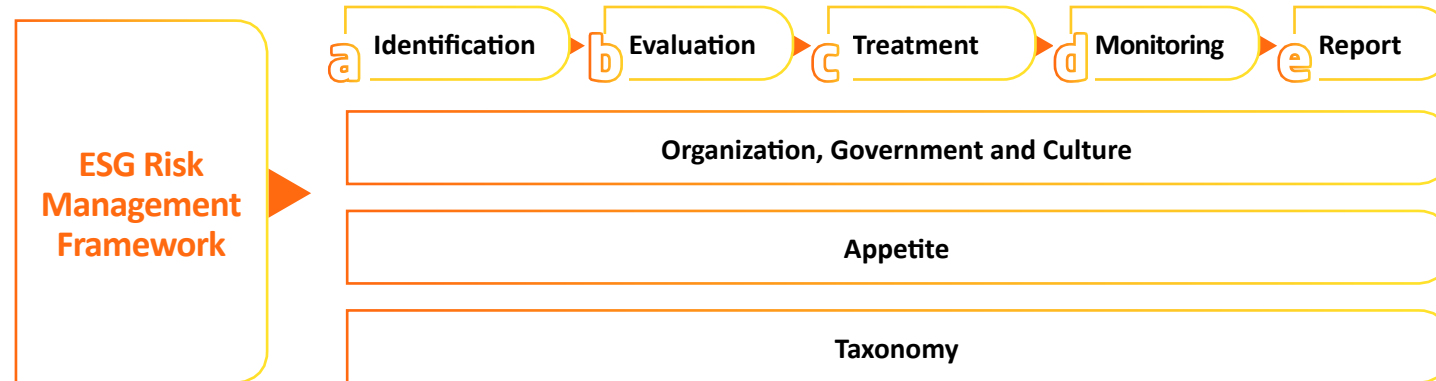 ESG Risk
Management
Framework
a Identification
b Evaluation
c Treatment
d Monitoring
e Report
Organization, Government and Culture
Appetite
Taxonomy